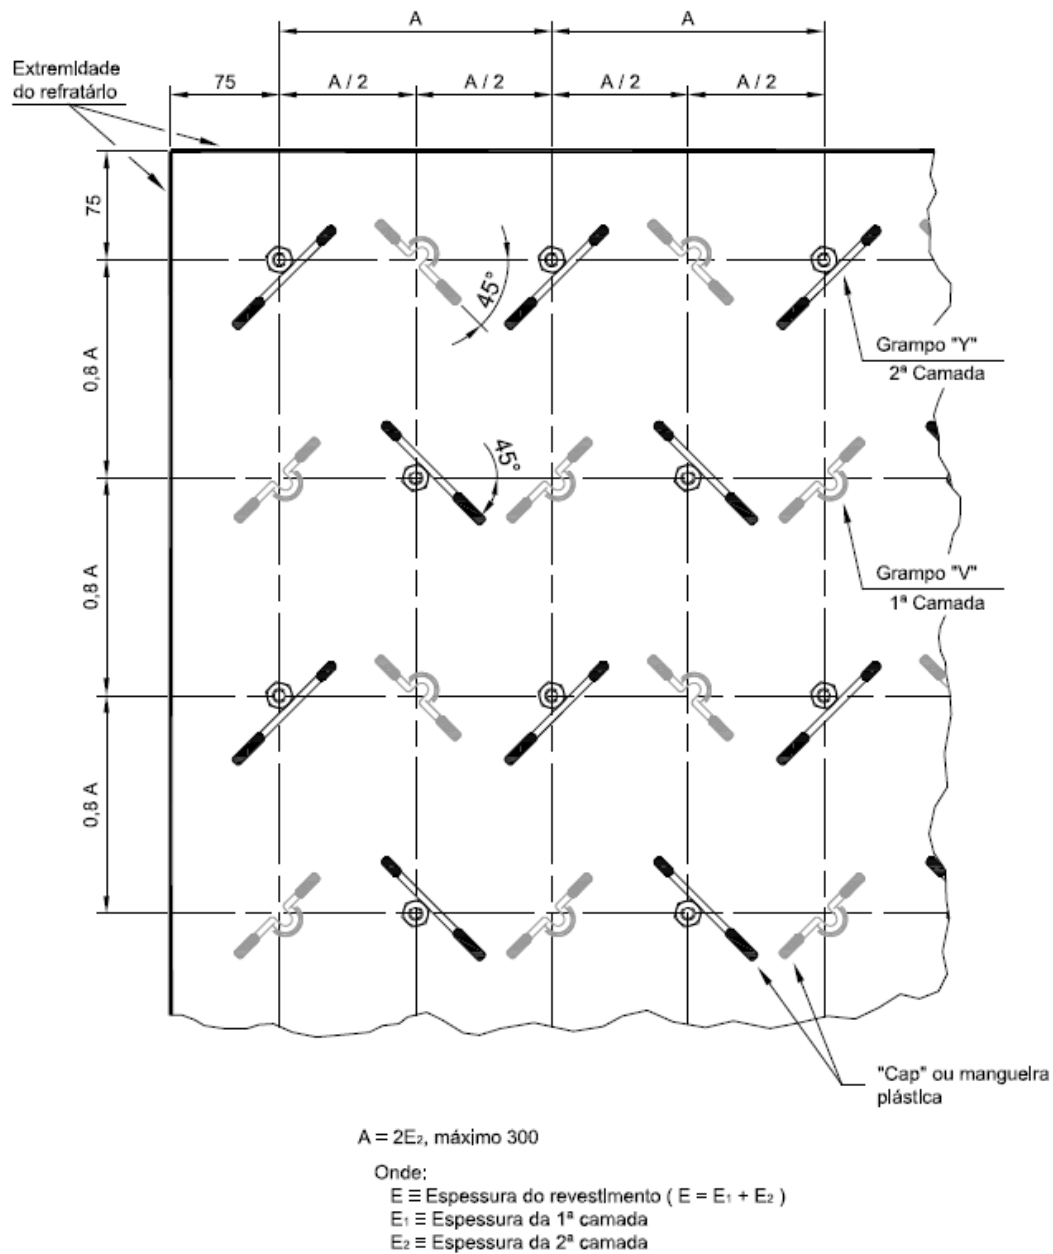 A
A
Extremidade
do refratário
75
A / 2
A / 2
A / 2
A / 2
75
45°
0,8 A
Grampo "Y"
2ª Camada
45°
0,8 A
Grampo "V"
1ª Camada
0,8 A
"Cap" ou mangueira
plástica
A = 2E₂, máximo 300
Onde:
E ≡ Espessura do revestimento ( E = E₁ + E₂ )
E₁ ≡ Espessura da 1ª camada
E₂ ≡ Espessura da 2ª camada